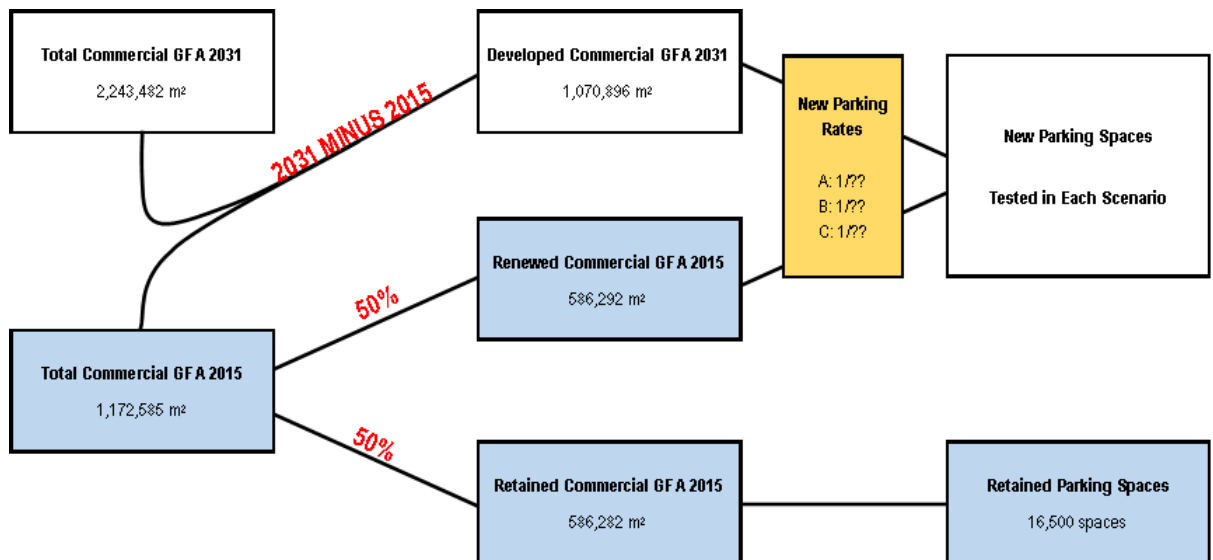 Total Commercial GFA 2031
2,243,482 m²
Developed Commercial GFA 2031
1,070,896 m²
2031 MINUS 2015
New Parking
Rates
A: 1/??
B: 1/??
C: 1/??
New Parking Spaces
Tested in Each Scenario
Renewed Commercial GFA 2015
586,292 m²
50%
Total Commercial GFA 2015
1,172,585 m²
50%
Retained Commercial GFA 2015
586,282 m²
Retained Parking Spaces
16,500 spaces